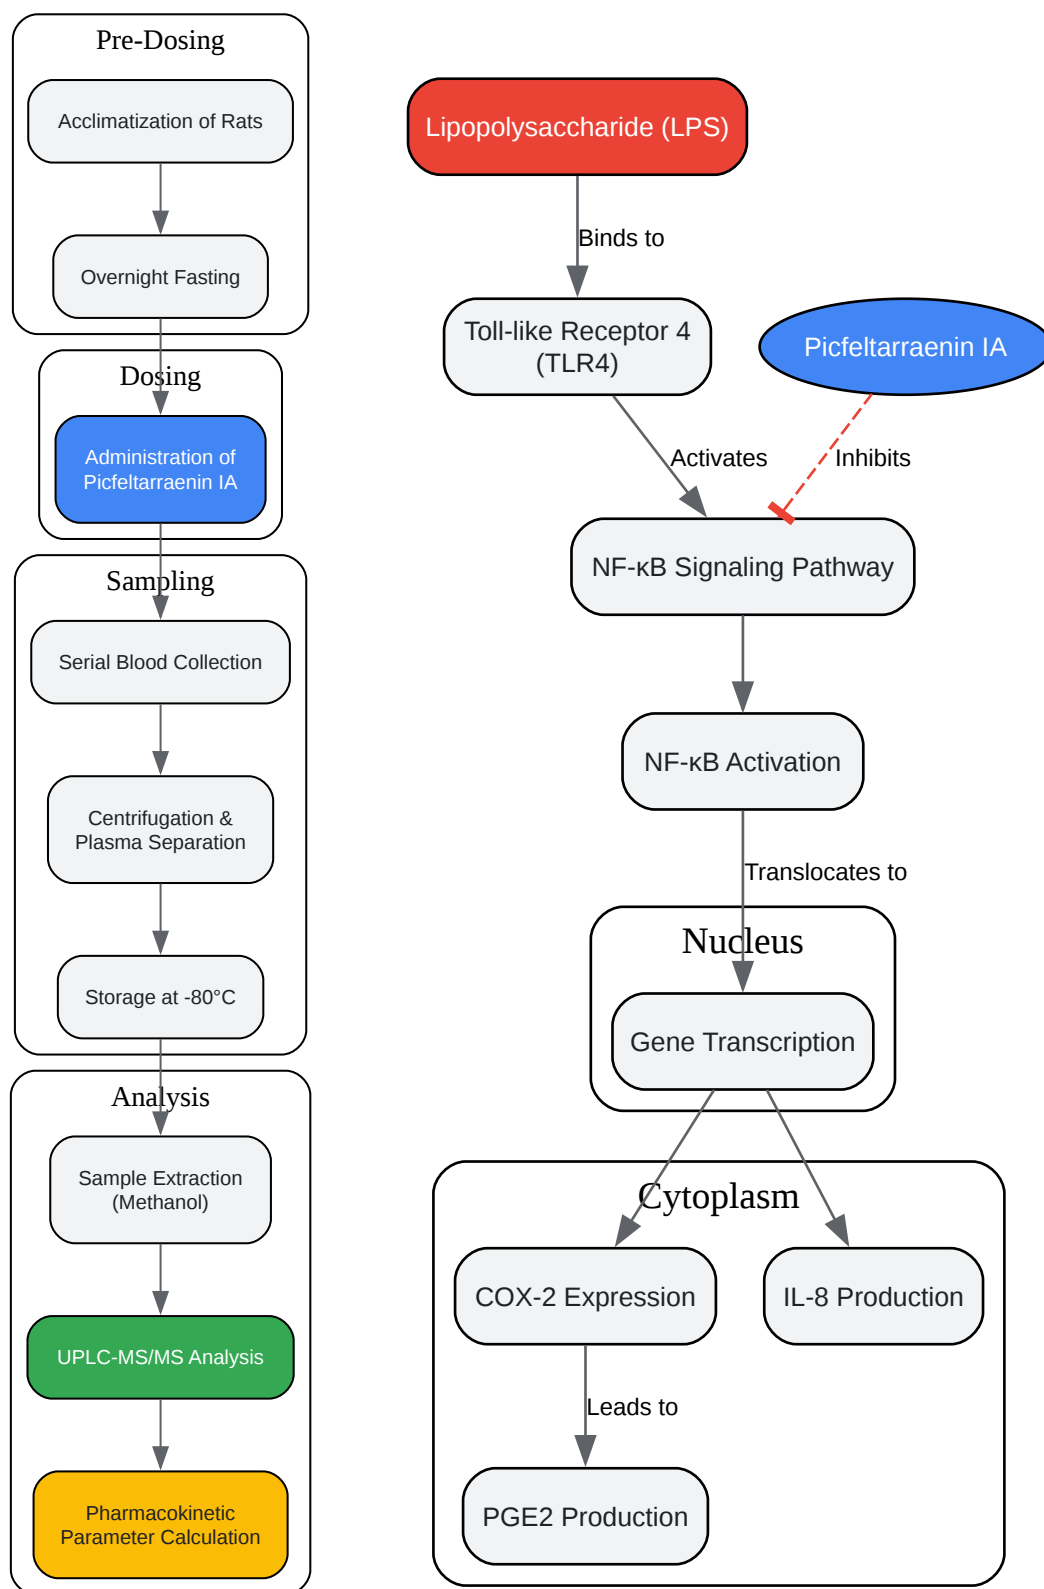 Pre-Dosing
Acclimatization of Rats
Overnight Fasting
Dosing
Administration of
Picfeltarraenin IA
Sampling
Serial Blood Collection
Centrifugation &
Plasma Separation
Storage at -80°C
Analysis
Sample Extraction
(Methanol)
UPLC-MS/MS Analysis
Pharmacokinetic
Parameter Calculation
Lipopolysaccharide (LPS)
Binds to
Toll-like Receptor 4
(TLR4)
Picfeltarraenin IA
Activates
Inhibits
NF-κB Signaling Pathway
NF-κB Activation
Translocates to
Nucleus
Gene Transcription
Cytoplasm
COX-2 Expression
IL-8 Production
Leads to
PGE2 Production